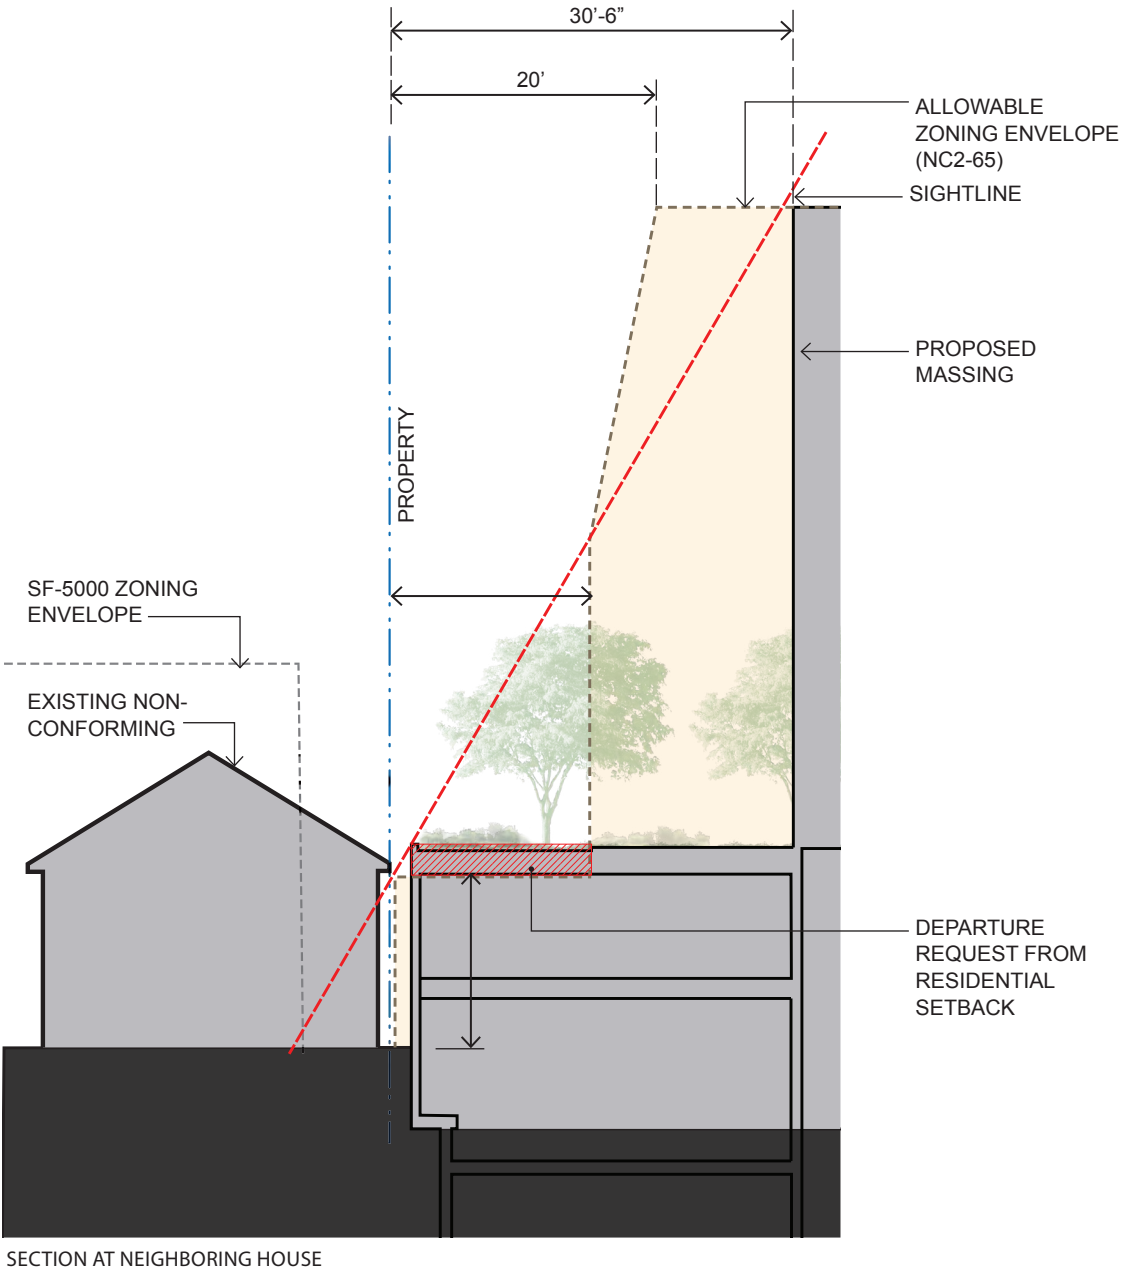 30’-6”
20’
ALLOWABLE
ZONING ENVELOPE
(NC2-65)
SIGHTLINE
PROPOSED
MASSING
PROPERTY
SF-5000 ZONING
ENVELOPE
EXISTING NON-
CONFORMING
DEPARTURE
REQUEST FROM
RESIDENTIAL
SETBACK
SECTION AT NEIGHBORING HOUSE